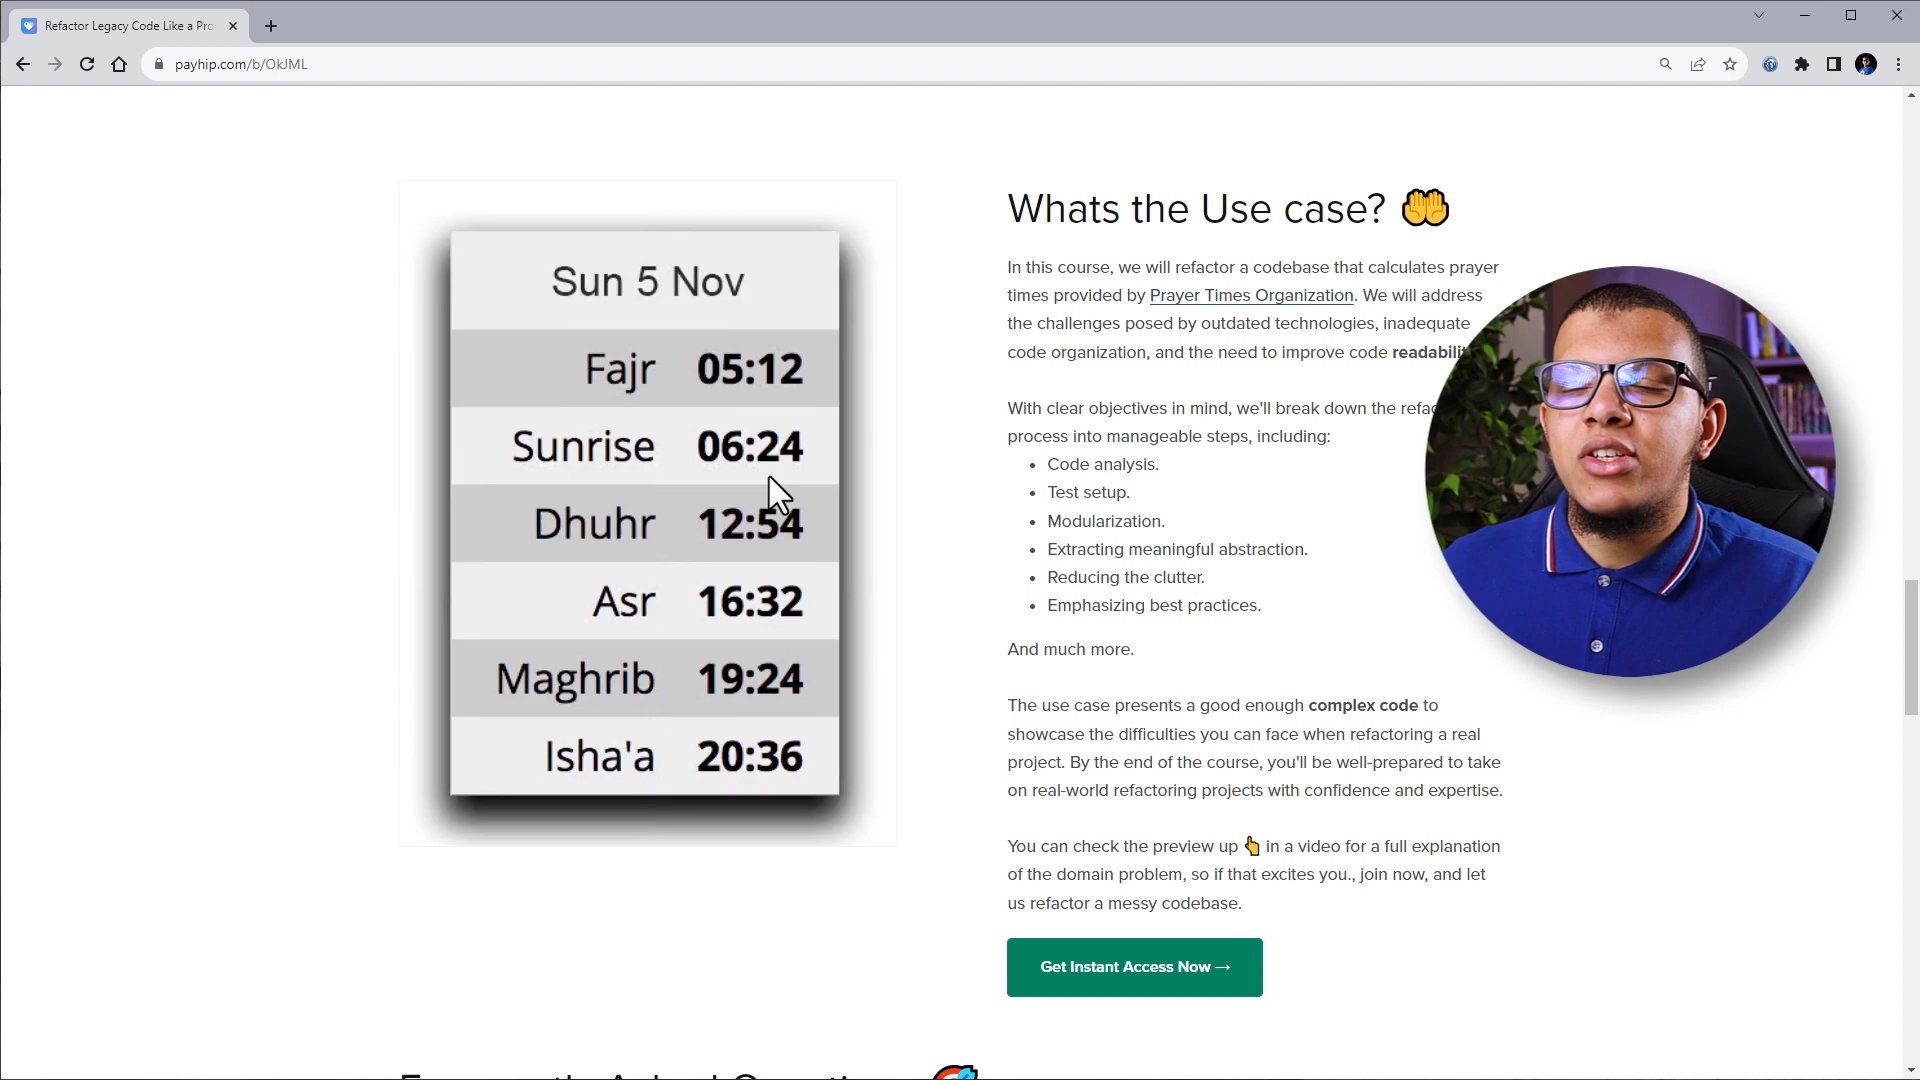 Refactor Legacy Code Like a Pro
payhip.com/b/OkJML
Sun 5 Nov
Fajr 05:12
Sunrise 06:24
Dhuhr 12:54
Asr 16:32
Maghrib 19:24
Isha'a 20:36
Whats the Use case? 🤲
In this course, we will refactor a codebase that calculates prayer
times provided by Prayer Times Organization. We will address
the challenges posed by outdated technologies, inadequate
code organization, and the need to improve code
With clear objectives in mind, we'll break down the
process into manageable steps, including:
• Code analysis.
• Test setup.
• Modularization.
• Extracting meaningful abstraction.
• Reducing the clutter.
• Emphasizing best practices.
And much more.
The use case presents a good enough complex code to
showcase the difficulties you can face when refactoring a real
project. By the end of the course, you'll be well-prepared to take
on real-world refactoring projects with confidence and expertise.
You can check the preview up 👆 in a video for a full explanation
of the domain problem, so if that excites you., join now, and let
us refactor a messy codebase.
Get Instant Access Now →